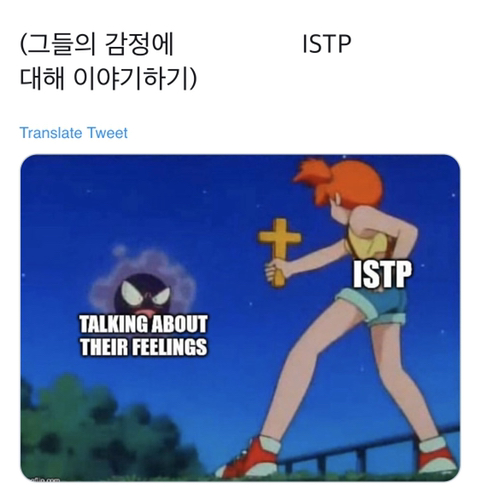 (그들의 감정에 ISTP
대해 이야기하기)
Translate Tweet
ISTP
TALKING ABOUT
THEIR FEELINGS